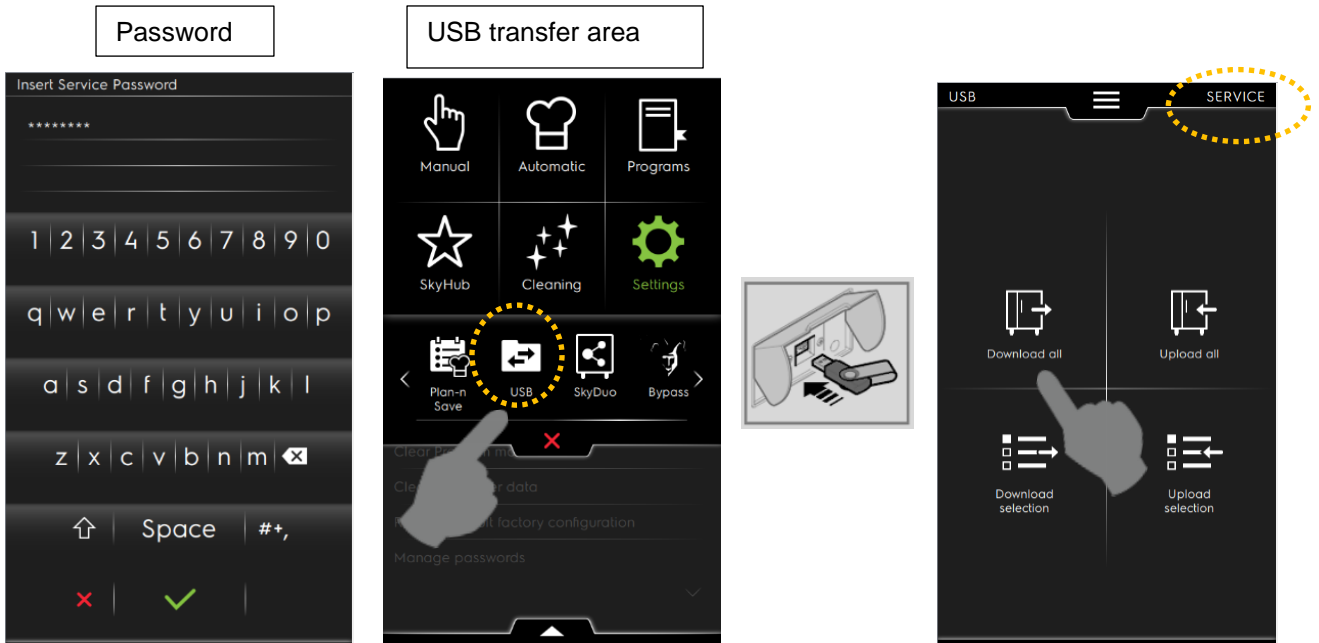 Password
USB transfer area
Insert Service Password
********
1 2 3 4 5 6 7 8 9 0
q w e r t y u i o p
a s d f g h j k l
z x c v b n m
Space #+,
Manual Automatic Programs
SkyHub Cleaning Settings
Plan-n
Save
USB SkyDuo Bypass
Clear
data
factory configuration
Manage passwords
USB SERVICE
Download all Upload all
Download
selection
Upload
selection